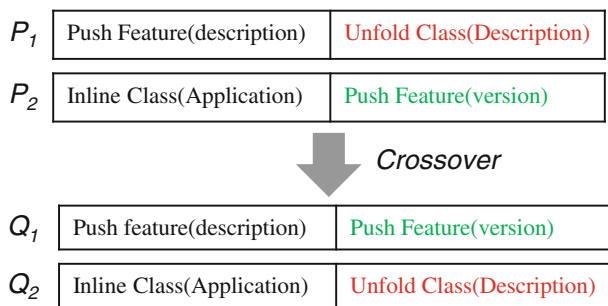 P1 Push Feature(description) Unfold Class(Description)
P2 Inline Class(Application) Push Feature(version)
Crossover
Q1 Push feature(description) Push Feature(version)
Q2 Inline Class(Application) Unfold Class(Description)